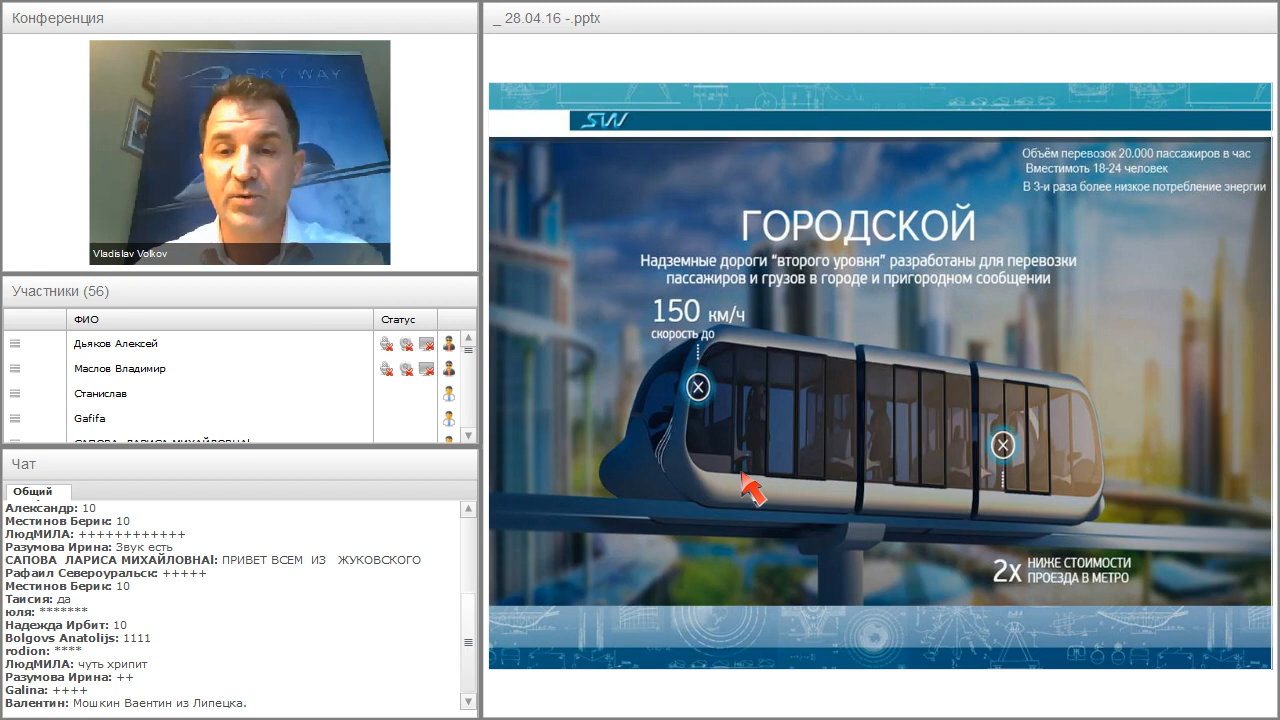 Конференция
SKY WAY
Vladislav Volkov
Участники (56)
ФИО
Статус
Дьяков Алексей
Маслов Владимир
Станислав
Gafifa
САПОВА ЛАРИСА МИХАЙЛОВНА!
Чат
Общий
Александр: 10
Местинов Берик: 10
ЛюдМИЛА: ++++++++++++
Разумова Ирина: Звук есть
САПОВА ЛАРИСА МИХАЙЛОВНА!: ПРИВЕТ ВСЕМ ИЗ ЖУКОВСКОГО
Рафаил Североуральск: +++++
Местинов Берик: 10
Таисия: да
юля: *******
Надежда Ирбит: 10
Bolgovs Anatolijs: 1111
rodion: ****
ЛюдМИЛА: чуть хрипит
Разумова Ирина: ++
Galina: ++++
Валентин: Мошкин Ваентин из Липецка.
_ 28.04.16 -.pptx
SW
Объём перевозок 20.000 пассажиров в час
Вместимоть 18-24 человек
В 3-и раза более низкое потребление энергии
ГОРОДСКОЙ
Надземные дороги “второго уровня” разработаны для перевозки
пассажиров и грузов в городе и пригородном сообщении
150 км/ч
скорость до
2x НИЖЕ СТОИМОСТИ
ПРОЕЗДА В МЕТРО